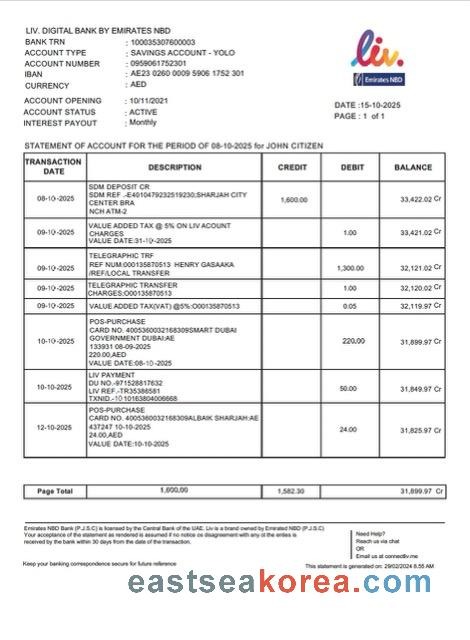 LIV. DIGITAL BANK BY EMIRATES NBD
BANK TRN : 100035307600003
ACCOUNT TYPE : SAVINGS ACCOUNT - YOLO
ACCOUNT NUMBER : 0959061752301
IBAN : AE23 0260 0009 5906 1752 301
CURRENCY : AED
ACCOUNT OPENING : 10/11/2021
ACCOUNT STATUS : ACTIVE
INTEREST PAYOUT : Monthly
liv.
Emirates NBD
DATE :15-10-2025
PAGE : 1 of 1
STATEMENT OF ACCOUNT FOR THE PERIOD OF 08-10-2025 for JOHN CITIZEN
TRANSACTION DATE DESCRIPTION CREDIT DEBIT BALANCE
08-10-2025 SDM DEPOSIT CR 1,600.00 33,422.02 Cr
SDM REF .-E4010479232519230;SHARJAH CITY
CENTER BRA
NCH ATM-2
09-10-2025 VALUE ADDED TAX @ 5% ON LIV ACOUNT 1.00 33,421.02 Cr
CHARGES
VALUE DATE:31-10-2025
09-10-2025 TELEGRAPHIC TRF 1,300.00 32,121.02 Cr
REF NUM:000135870513 HENRY GASAAKA
/REF/LOCAL TRANSFER
09-10-2025 TELEGRAPHIC TRANSFER 1.00 32,120.02 Cr
CHARGES:O00135870513
09-10-2025 VALUE ADDED TAX(VAT) @5%:O00135870513 0.05 32,119.97 Cr
10-10-2025 POS-PURCHASE 220.00 31,899.97 Cr
CARD NO. 4005360032168309SMART DUBAI
GOVERNMENT DUBAI:AE
133931 08-09-2025
220.00,AED
VALUE DATE:08-10-2025
10-10-2025 LIV PAYMENT 50.00 31,849.97 Cr
DU NO.-971528817632
LIV REF.-TR35386581
TXNID.-1010163804006668
12-10-2025 POS-PURCHASE 24.00 31,825.97 Cr
CARD NO. 4005360032168309ALBAIK SHARJAH:AE
437247 10-10-2025
24.00,AED
VALUE DATE:10-10-2025
Page Total 1,600.00 1,582.30 31,899.97 Cr
Emirates NBD Bank (P.J.S.C) is licensed by the Central Bank of the UAE. Liv is a brand owned by Emirated NBD (P.J.S.C)
Your acceptance of the statement as rendered is assumed if no notice os disagement with any ot the enties is
received by the bank within 30 days from the date of the transaction.
Keep your banking correspondence secure for future reference
Need Help?
Reach us via chat
OR
Email us at connectliv.me
This statement is generated on: 29/02/2024 8.55 AM
eastseakorea.com